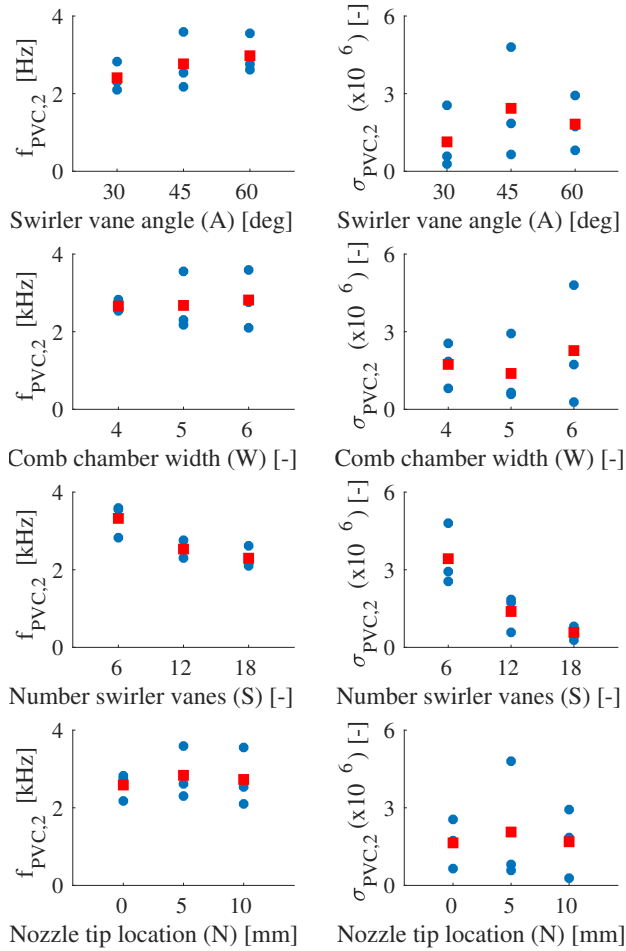 f_PVC,2 [Hz]
4
2
0
30 45 60
Swirler vane angle (A) [deg]
σ_PVC,2 (x10^6) [-]
6
3
0
30 45 60
Swirler vane angle (A) [deg]
f_PVC,2 [kHz]
4
2
0
4 5 6
Comb chamber width (W) [-]
σ_PVC,2 (x10^6) [-]
6
3
0
4 5 6
Comb chamber width (W) [-]
f_PVC,2 [kHz]
4
2
0
6 12 18
Number swirler vanes (S) [-]
σ_PVC,2 (x10^6) [-]
6
3
0
6 12 18
Number swirler vanes (S) [-]
f_PVC,2 [kHz]
4
2
0
0 5 10
Nozzle tip location (N) [mm]
σ_PVC,2 (x10^6) [-]
6
3
0
0 5 10
Nozzle tip location (N) [mm]